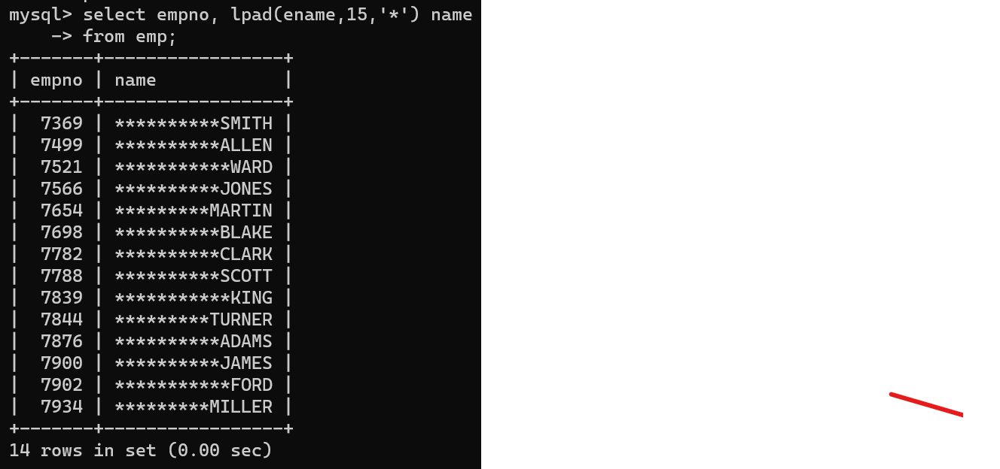 mysql> select empno, lpad(ename,15,'*') name
    -> from emp;
+-------+-----------------+
| empno | name            |
+-------+-----------------+
|  7369 | **********SMITH |
|  7499 | **********ALLEN |
|  7521 | ***********WARD |
|  7566 | **********JONES |
|  7654 | *********MARTIN |
|  7698 | **********BLAKE |
|  7782 | **********CLARK |
|  7788 | **********SCOTT |
|  7839 | ***********KING |
|  7844 | *********TURNER |
|  7876 | **********ADAMS |
|  7900 | **********JAMES |
|  7902 | ***********FORD |
|  7934 | *********MILLER |
+-------+-----------------+
14 rows in set (0.00 sec)